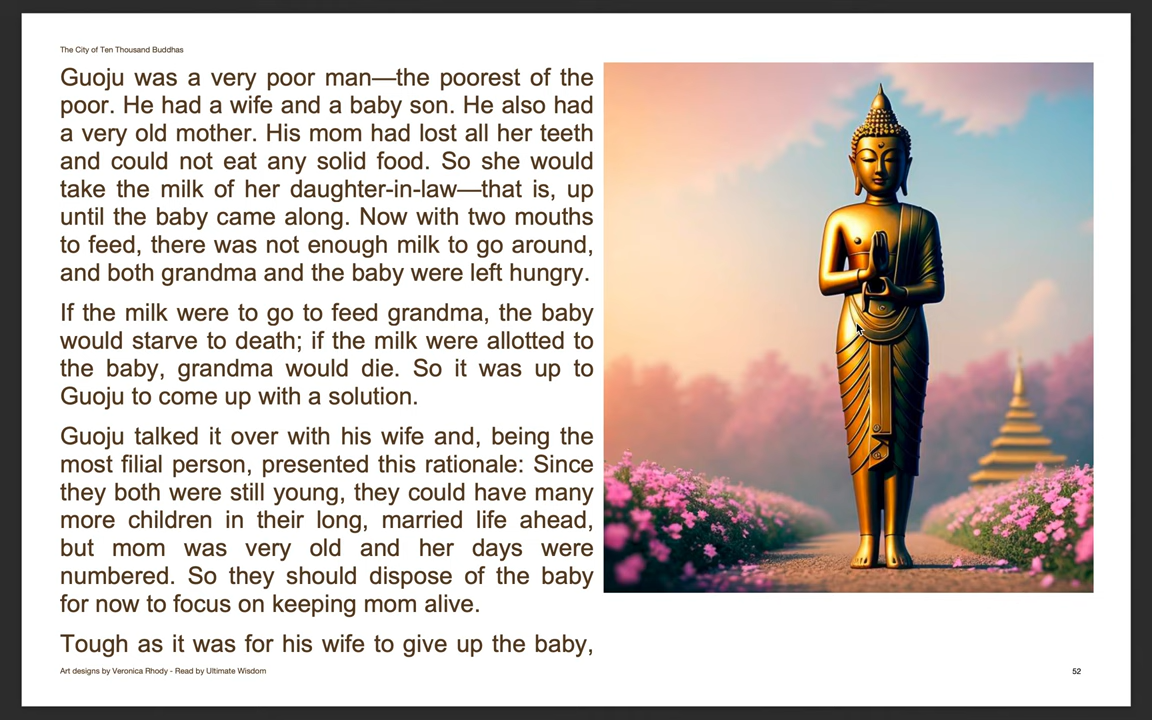 The City of Ten Thousand Buddhas
Guoju was a very poor man—the poorest of the
poor. He had a wife and a baby son. He also had
a very old mother. His mom had lost all her teeth
and could not eat any solid food. So she would
take the milk of her daughter-in-law—that is, up
until the baby came along. Now with two mouths
to feed, there was not enough milk to go around,
and both grandma and the baby were left hungry.
If the milk were to go to feed grandma, the baby
would starve to death; if the milk were allotted to
the baby, grandma would die. So it was up to
Guoju to come up with a solution.
Guoju talked it over with his wife and, being the
most filial person, presented this rationale: Since
they both were still young, they could have many
more children in their long, married life ahead,
but mom was very old and her days were
numbered. So they should dispose of the baby
for now to focus on keeping mom alive.
Tough as it was for his wife to give up the baby,
Art designs by Veronica Rhody - Read by Ultimate Wisdom
52